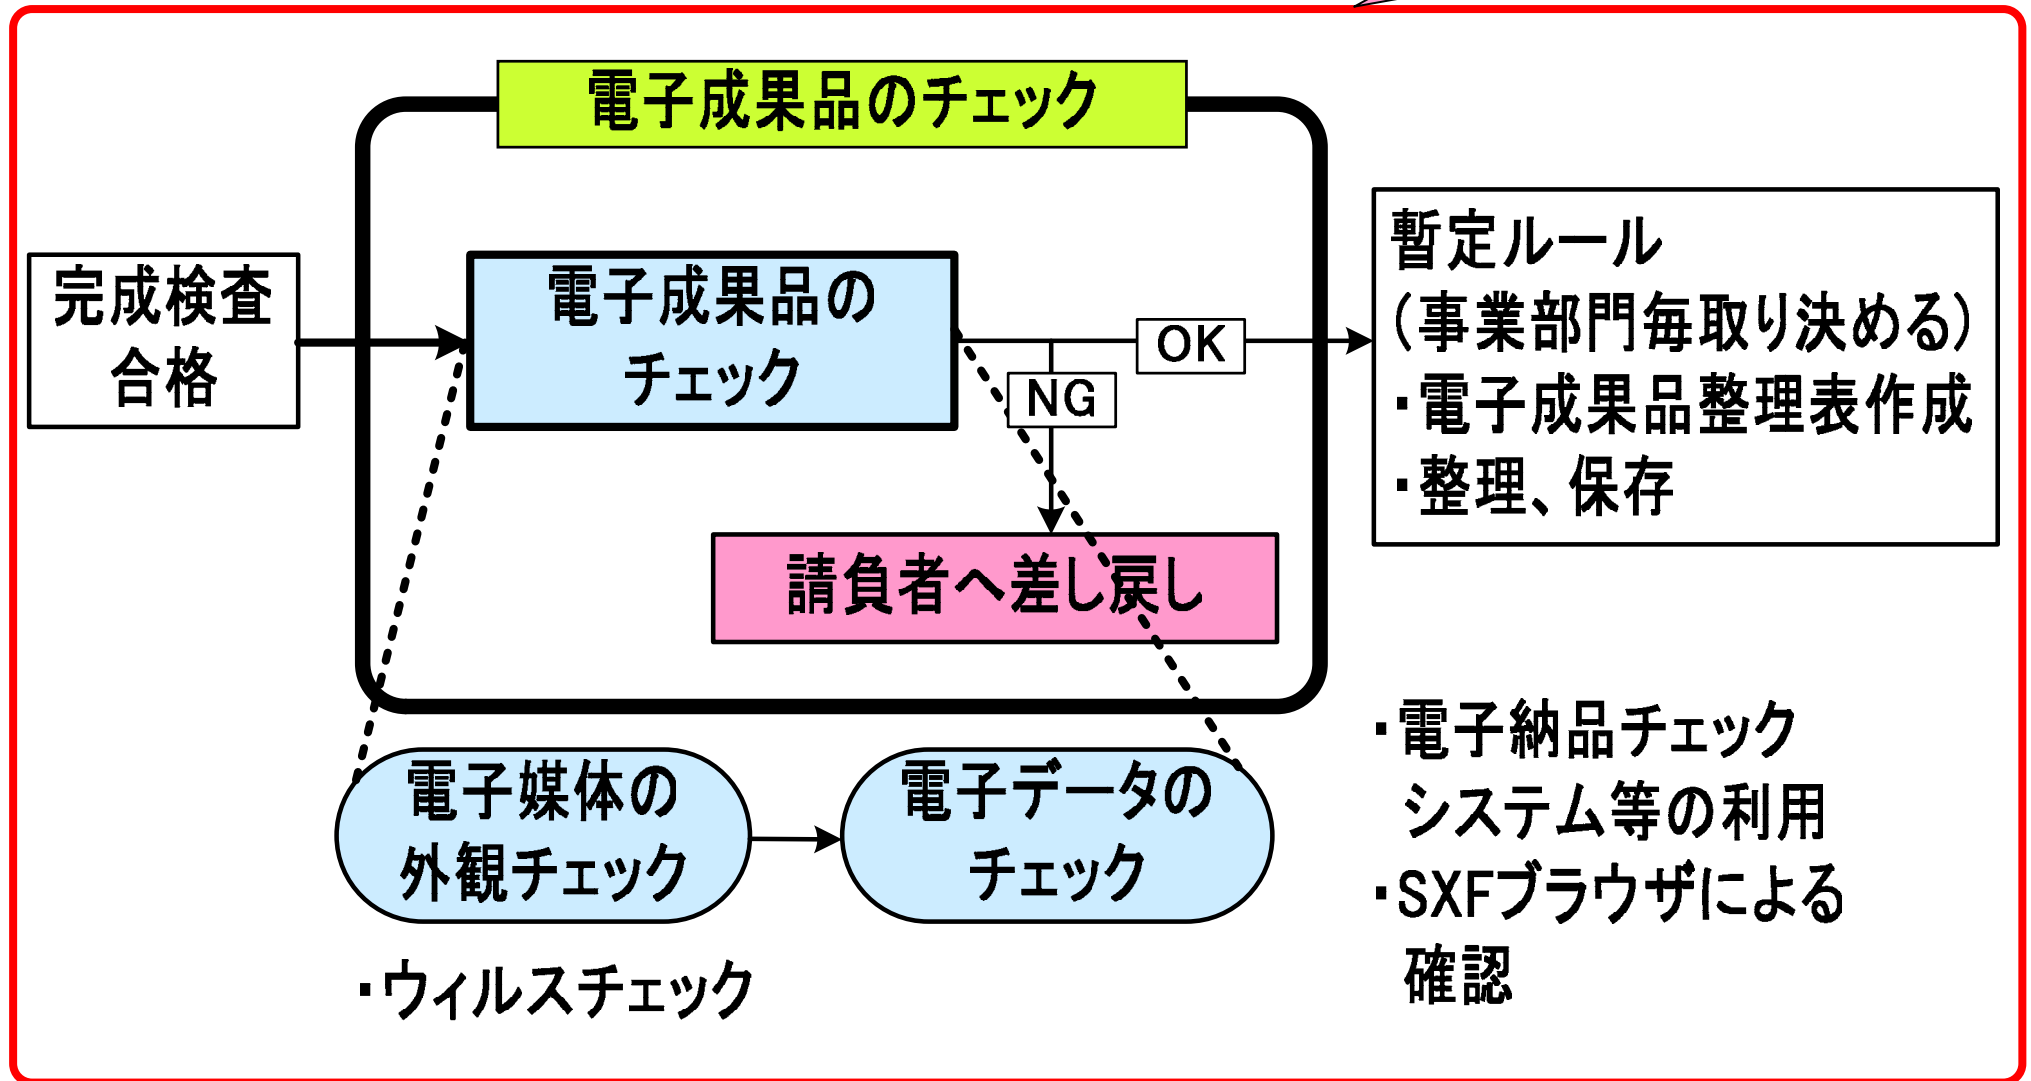 電子成果品のチェック
完成検査
合格
電子成果品の
チェック
OK
NG
請負者へ差し戻し
暫定ルール
（事業部門毎取り決める）
・電子成果品整理表作成
・整理、保存
電子媒体の
外観チェック
電子データの
チェック
・ウィルスチェック
・電子納品チェック
システム等の利用
・SXFブラウザによる
確認